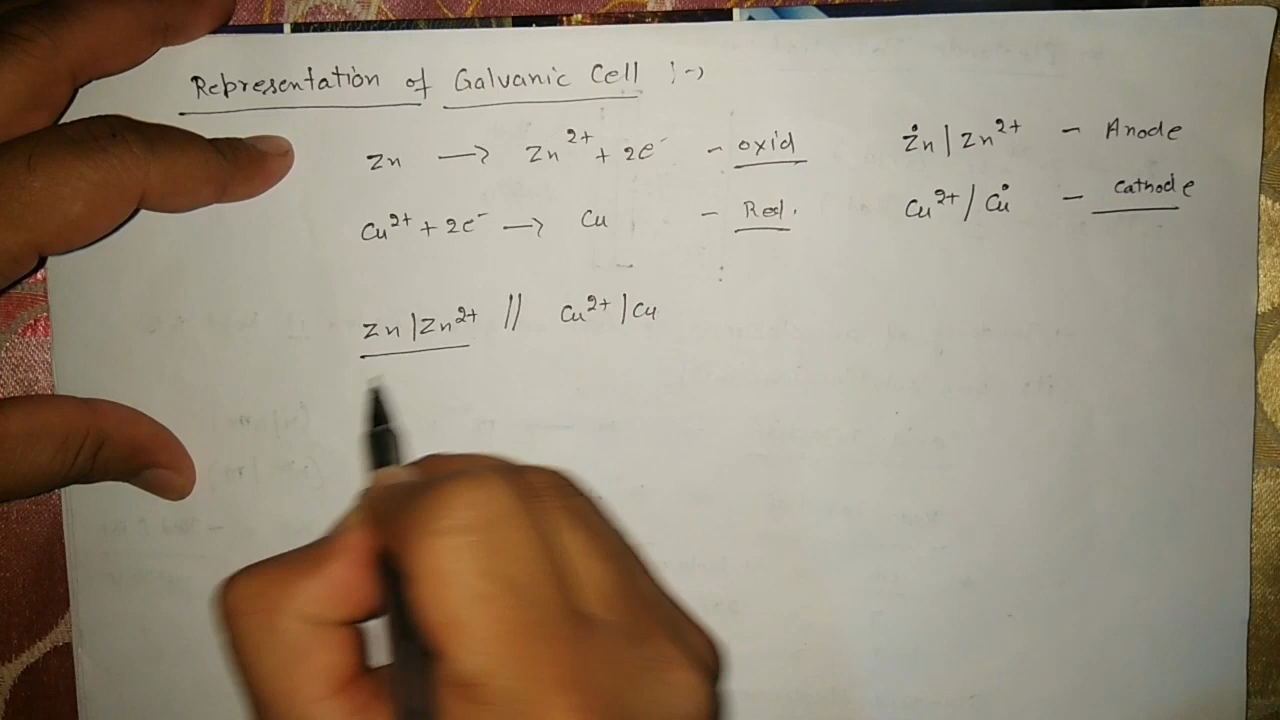 Representation of Galvanic Cell :->
Zn —> Zn²⁺ + 2e⁻ - oxid Zn | Zn²⁺ - Anode
Cu²⁺ + 2e⁻ —> Cu - Red. Cu²⁺ / Cu - Cathode
Zn | Zn²⁺ // Cu²⁺ | Cu